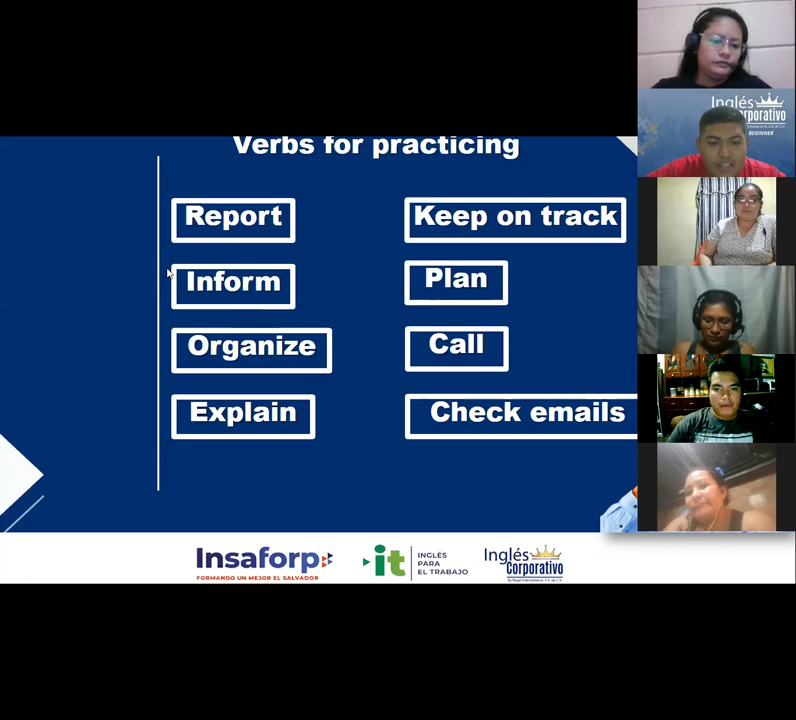 Verbs for practicing
Report
Keep on track
Inform
Plan
Organize
Call
Explain
Check emails
Insaforp
FORMANDO UN MEJOR EL SALVADOR
it
INGLÉS
PARA
EL TRABAJO
Inglés
Corporativo
Inglés
Corporativo
BEGINNER